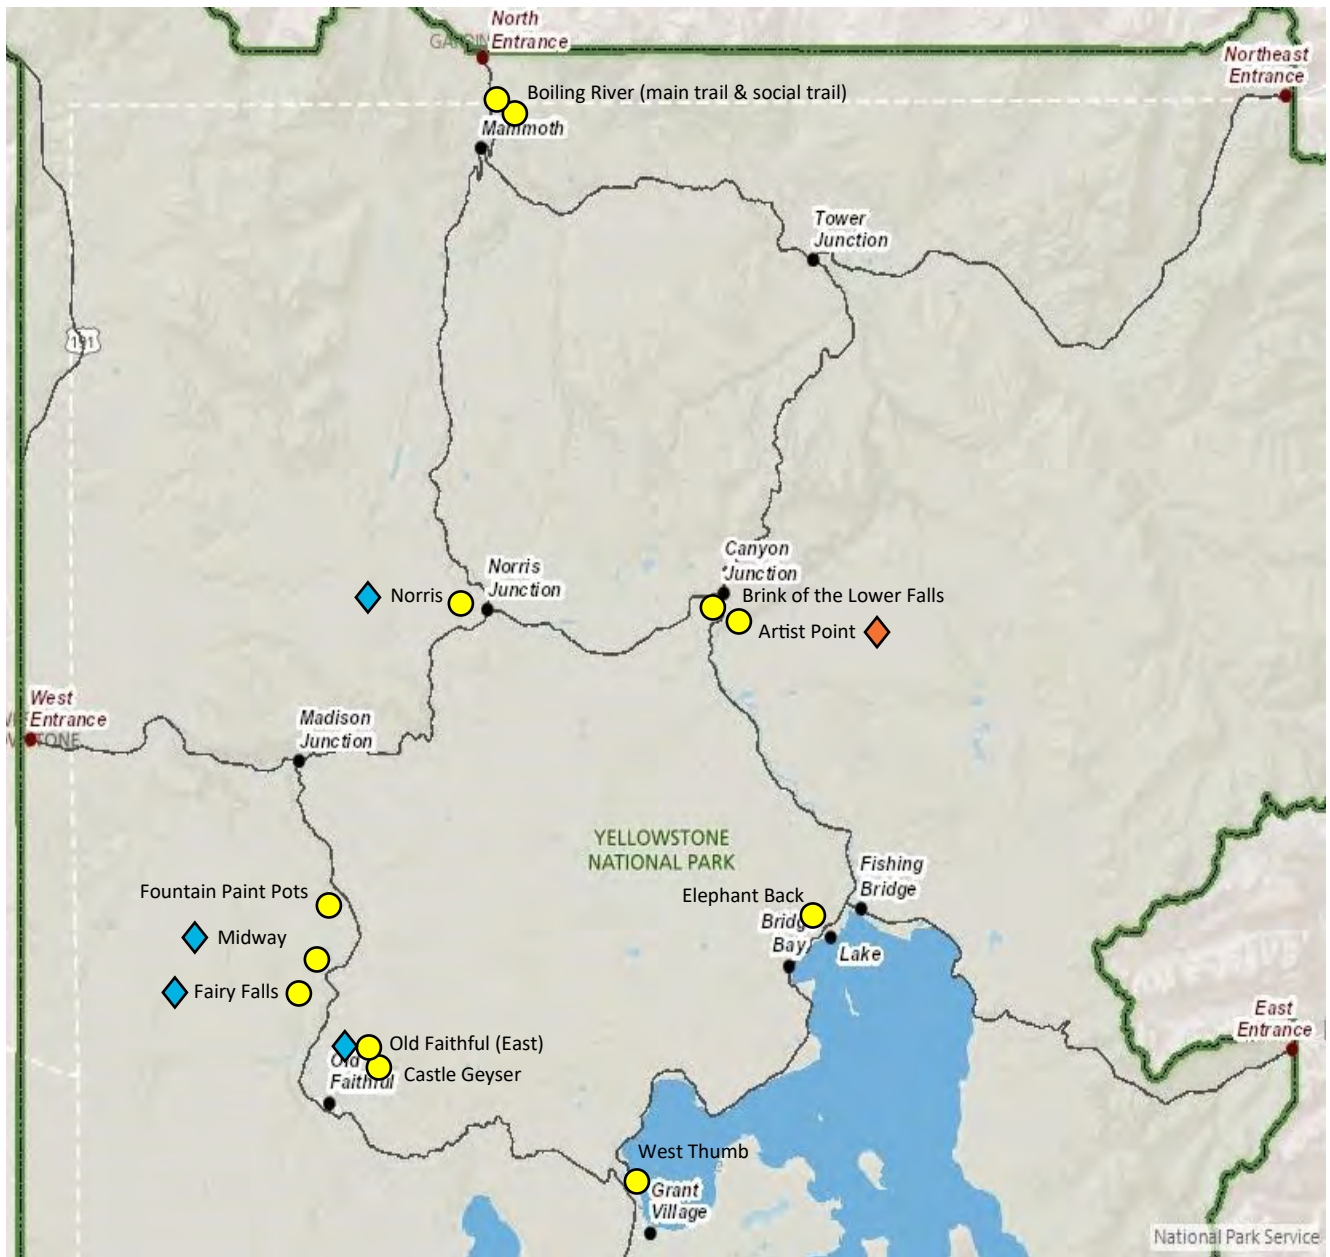 North
Entrance
Northeast
Entrance
Boiling River (main trail & social trail)
Mammoth
Tower
Junction
191
Canyon
Junction
Norris
Junction
Norris
Brink of the Lower Falls
Artist Point
West
Entrance
Madison
Junction
YELLOWSTONE
NATIONAL PARK
Fishing
Bridge
Fountain Paint Pots
Elephant Back
Bridge
Bay
Lake
Midway
Fairy Falls
East
Entrance
Old Faithful (East)
Castle Geyser
Old
Faithful
West Thumb
Grant
Village
National Park Service